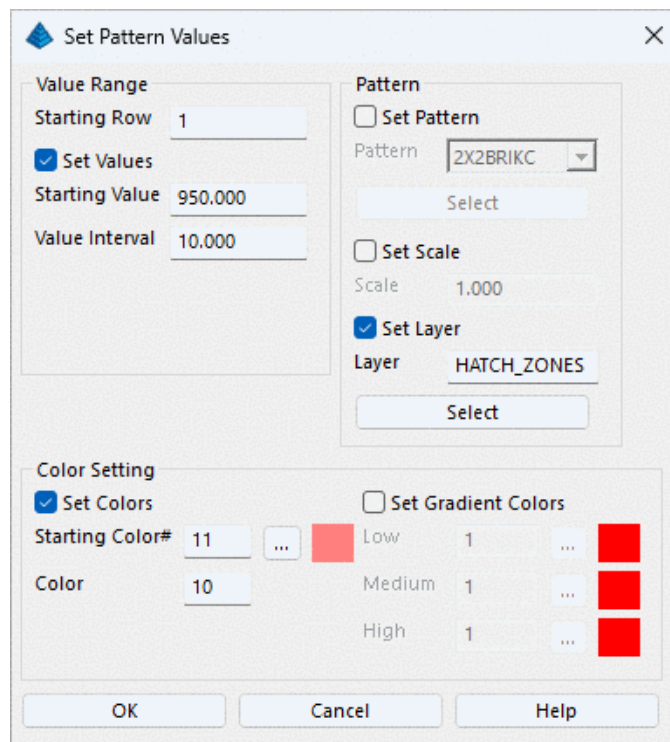 Set Pattern Values
Value Range
Starting Row 1
Set Values
Starting Value 950.000
Value Interval 10.000
Pattern
Set Pattern
Pattern 2X2BRIKC
Select
Set Scale
Scale 1.000
Set Layer
Layer HATCH_ZONES
Select
Color Setting
Set Colors
Starting Color# 11 ...
Color 10
Set Gradient Colors
Low 1 ...
Medium 1 ...
High 1 ...
OK Cancel Help